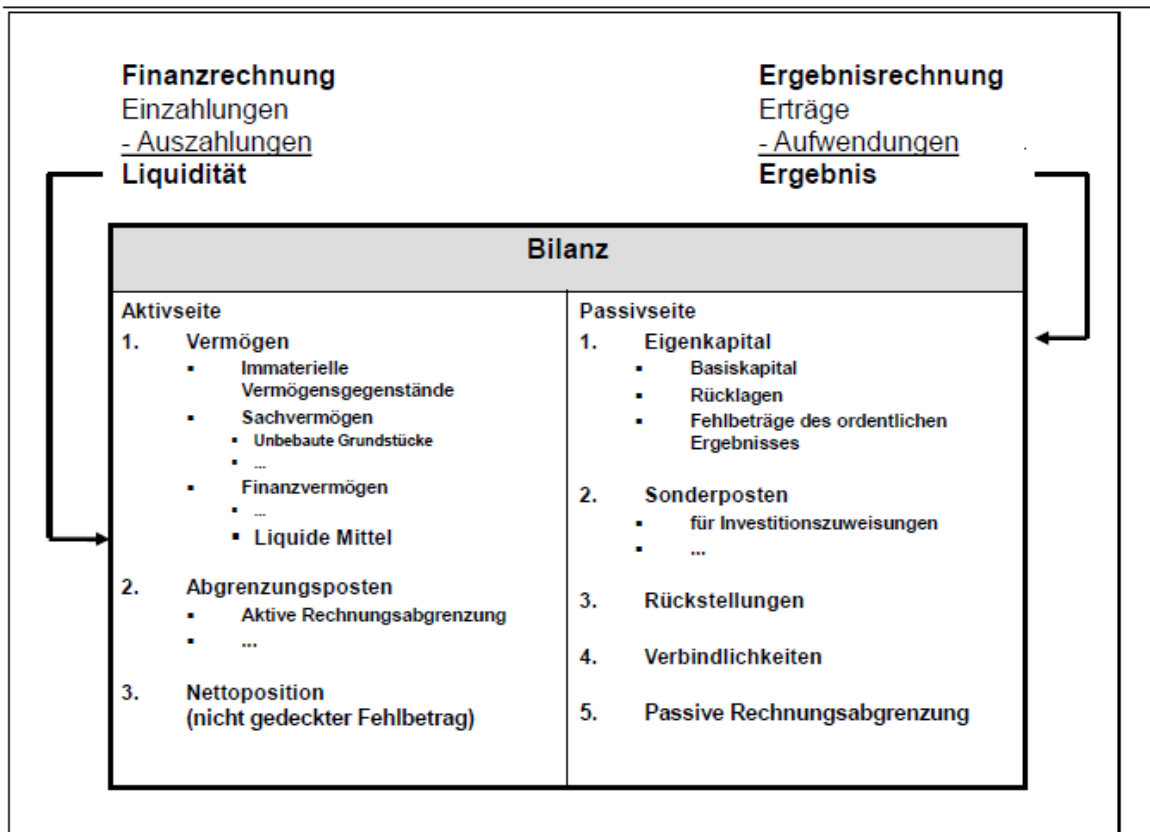 Finanzrechnung
Einzahlungen
- Auszahlungen
Liquidität
Ergebnisrechnung
Erträge
- Aufwendungen
Ergebnis
Bilanz
Aktivseite
1. Vermögen
▪ Immaterielle
Vermögensgegenstände
▪ Sachvermögen
▪ Unbebaute Grundstücke
▪ ...
▪ Finanzvermögen
▪ ...
▪ Liquide Mittel
2. Abgrenzungsposten
▪ Aktive Rechnungsabgrenzung
▪ ...
3. Nettoposition
(nicht gedeckter Fehlbetrag)
Passivseite
1. Eigenkapital
▪ Basiskapital
▪ Rücklagen
▪ Fehlbeträge des ordentlichen
Ergebnisses
2. Sonderposten
▪ für Investitionszuweisungen
▪ ...
3. Rückstellungen
4. Verbindlichkeiten
5. Passive Rechnungsabgrenzung